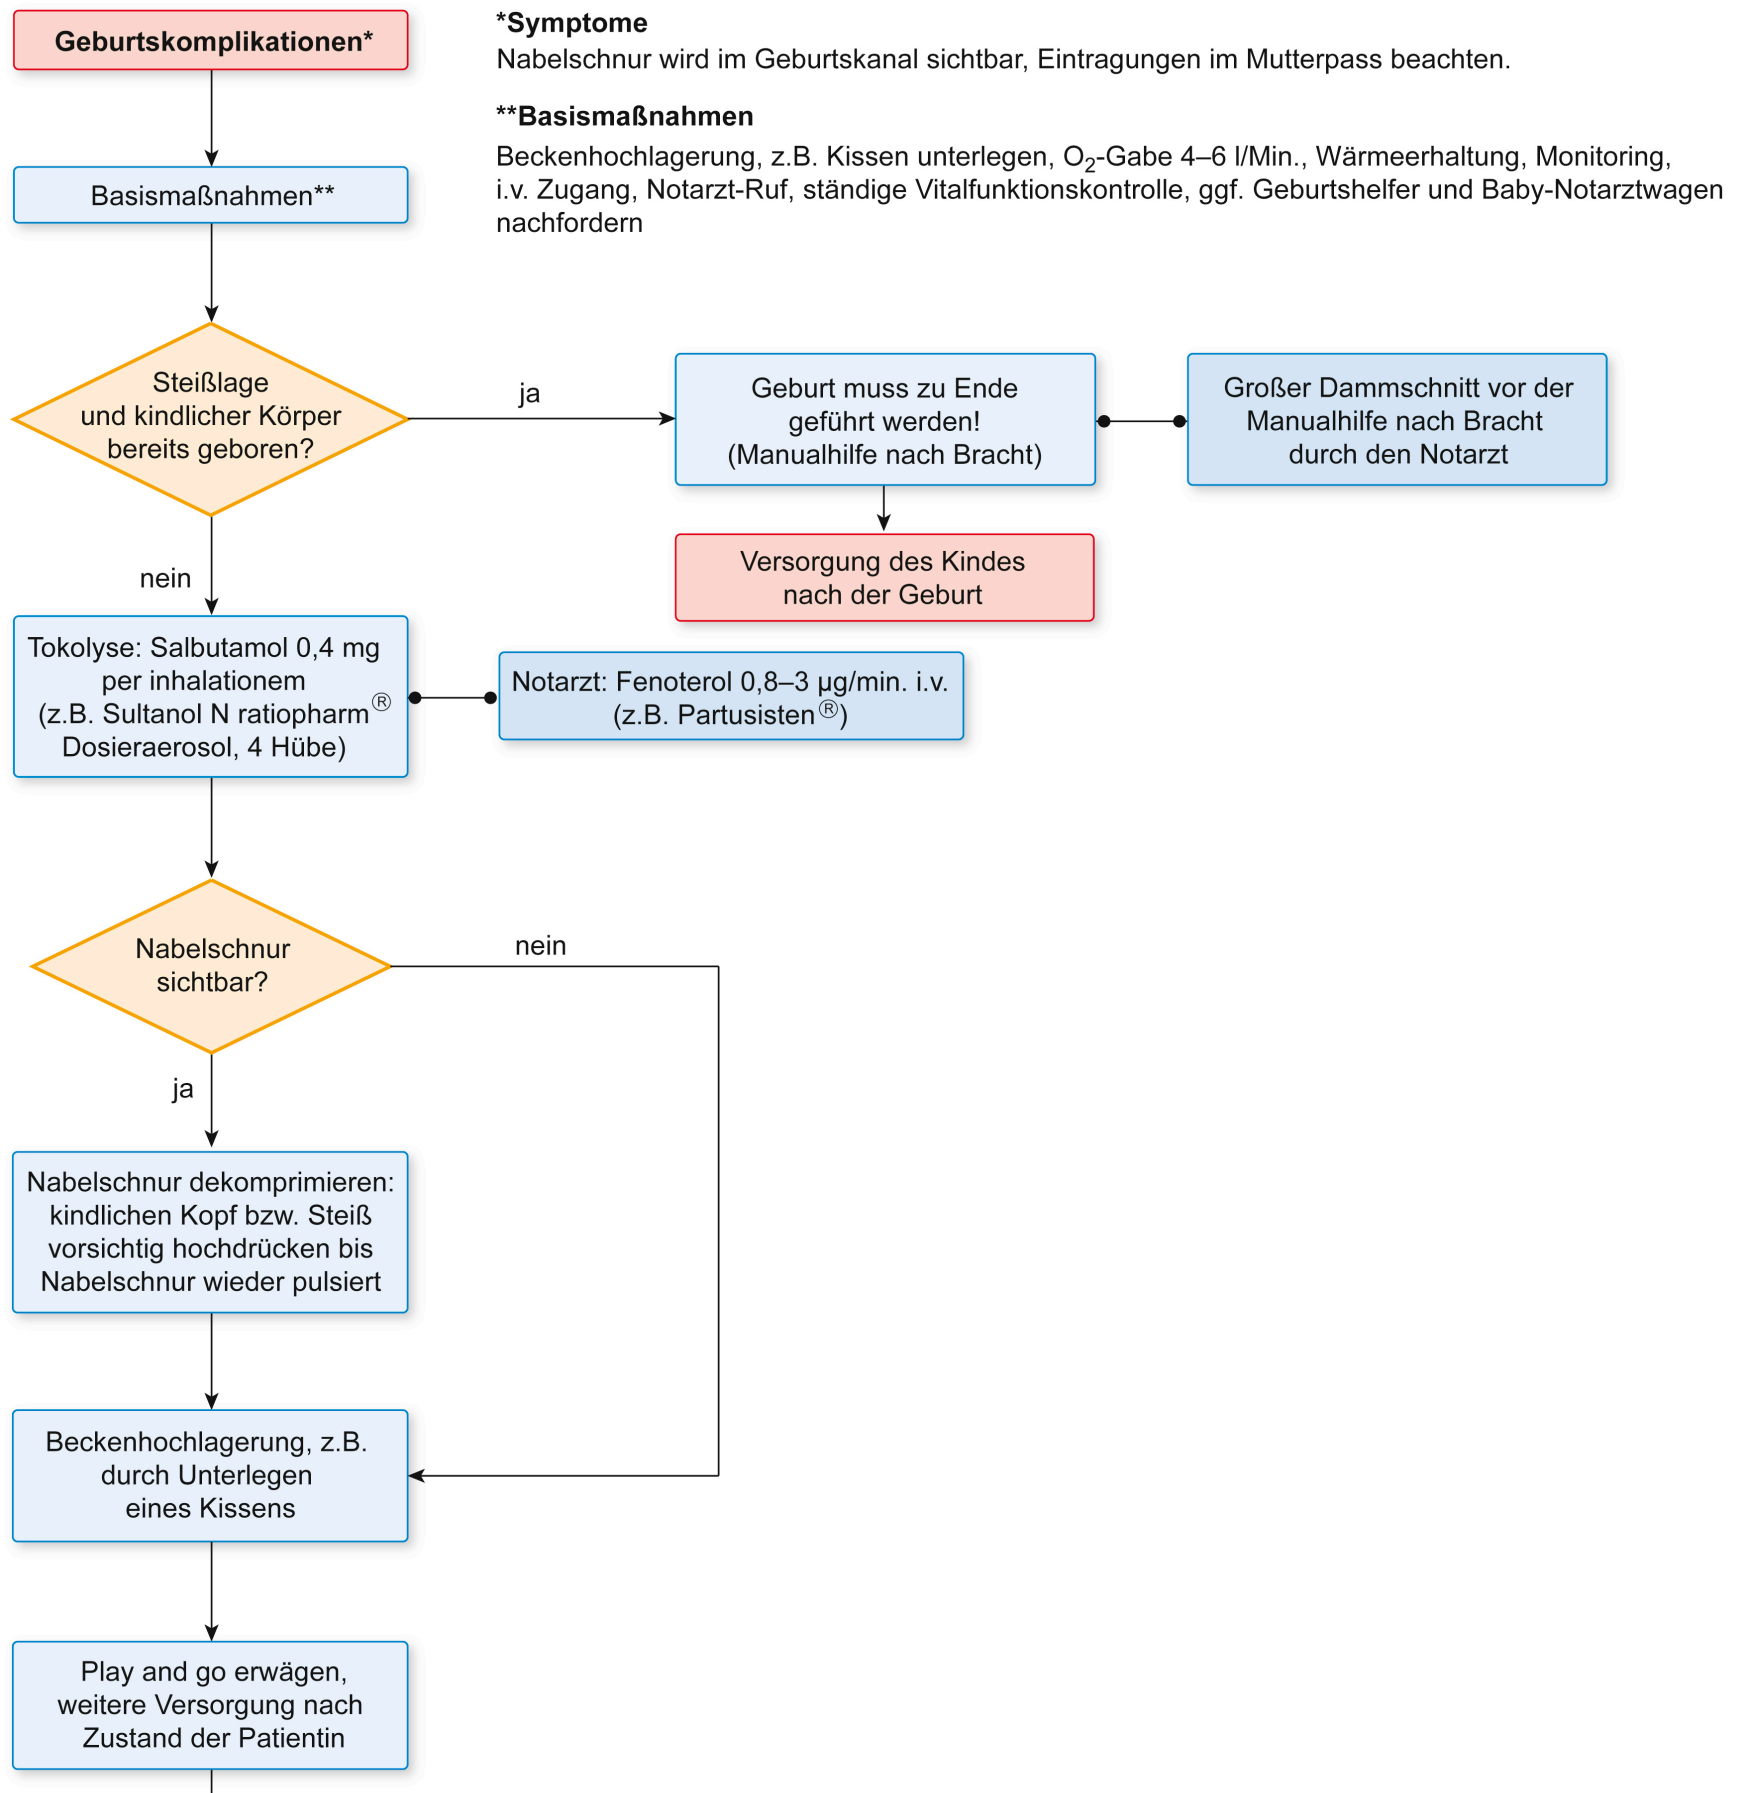 Geburtskomplikationen*
*Symptome
Nabelschnur wird im Geburtskanal sichtbar, Eintragungen im Mutterpass beachten.
**Basismaßnahmen
Beckenhochlagerung, z.B. Kissen unterlegen, O₂-Gabe 4–6 l/Min., Wärmeerhaltung, Monitoring,
i.v. Zugang, Notarzt-Ruf, ständige Vitalfunktionskontrolle, ggf. Geburtshelfer und Baby-Notarztwagen
nachfordern
Basismaßnahmen**
Steißlage
und kindlicher Körper
bereits geboren?
ja
Geburt muss zu Ende
geführt werden!
(Manualhilfe nach Bracht)
Großer Dammschnitt vor der
Manualhilfe nach Bracht
durch den Notarzt
Versorgung des Kindes
nach der Geburt
nein
Tokolyse: Salbutamol 0,4 mg
per inhalationem
(z.B. Sultanol N ratiopharm®
Dosieraerosol, 4 Hübe)
Notarzt: Fenoterol 0,8–3 µg/min. i.v.
(z.B. Partusisten®)
Nabelschnur
sichtbar?
nein
ja
Nabelschnur dekomprimieren:
kindlichen Kopf bzw. Steiß
vorsichtig hochdrücken bis
Nabelschnur wieder pulsiert
Beckenhochlagerung, z.B.
durch Unterlegen
eines Kissens
Play and go erwägen,
weitere Versorgung nach
Zustand der Patientin